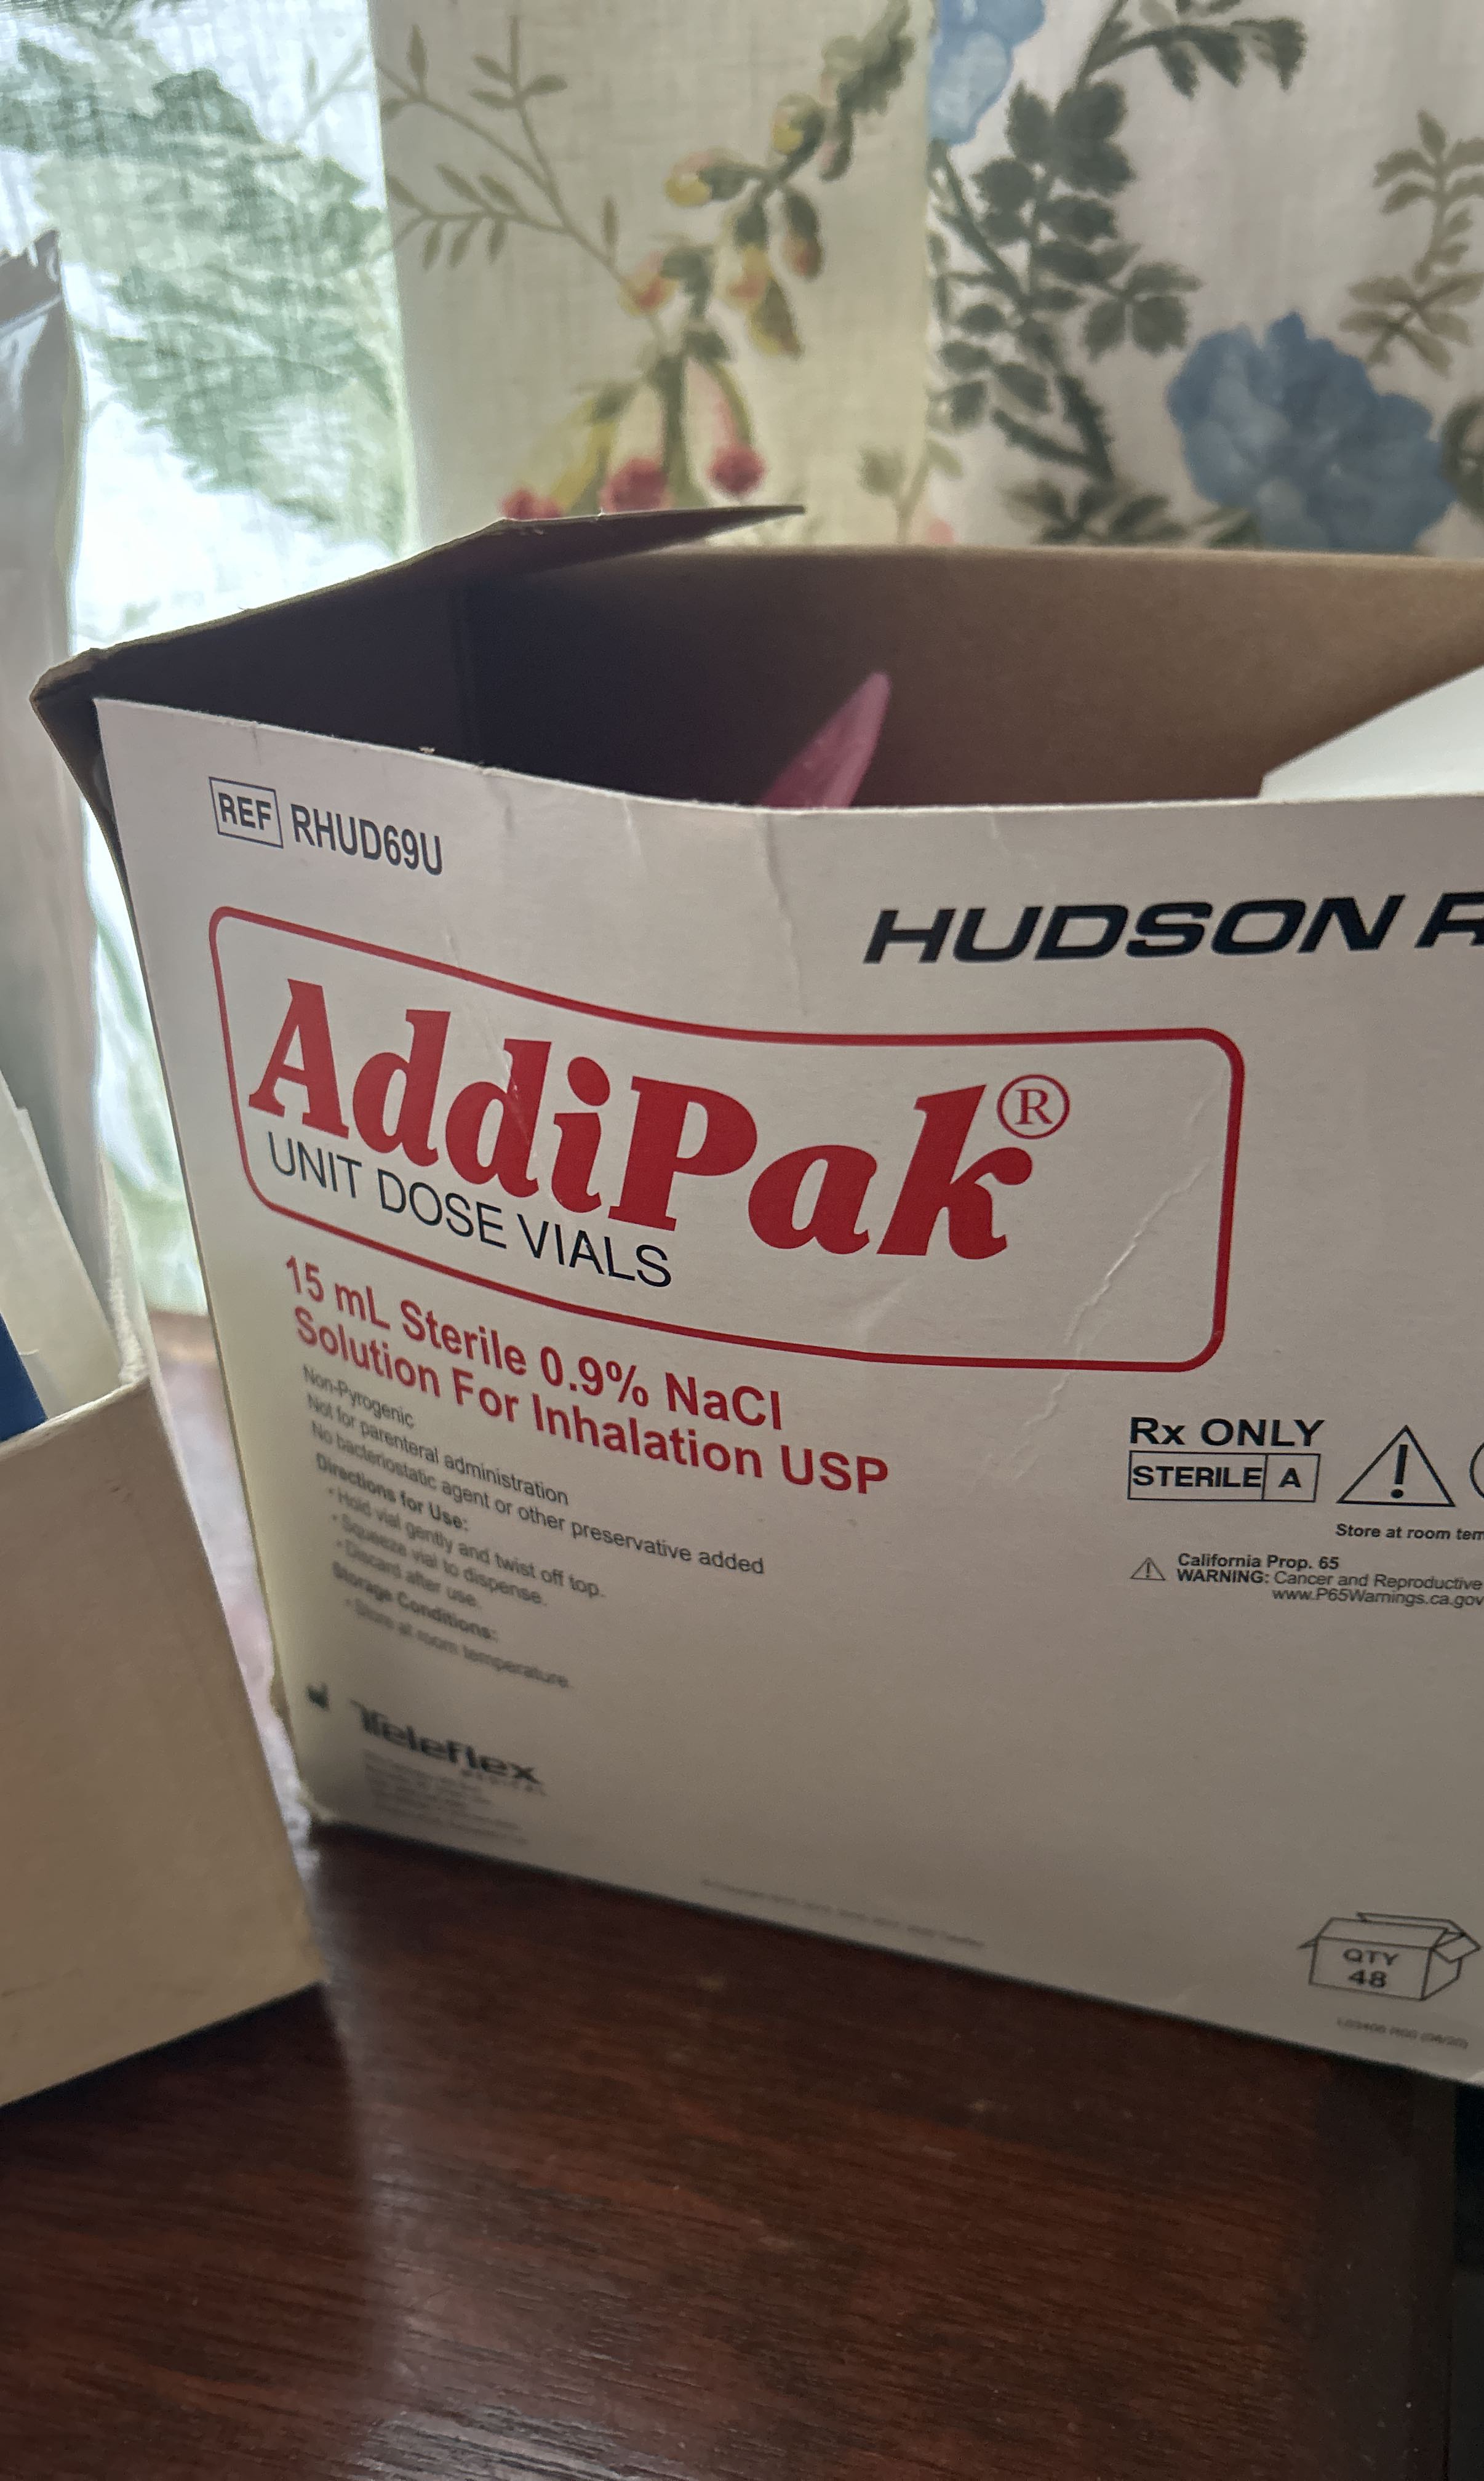 REF RHUD69U
HUDSON R
AddiPak®
UNIT DOSE VIALS
15 mL Sterile 0.9% NaCl
Solution For Inhalation USP
Non-Pyrogenic
Not for parenteral administration
No bacteriostatic agent or other preservative added
Directions for Use:
• Hold vial gently and twist off top.
• Squeeze vial to dispense.
• Discard after use.
Storage Conditions:
• Store at room temperature.
Teleflex
MEDICAL
Rx ONLY
STERILE A
Store at room tem
California Prop. 65
WARNING: Cancer and Reproductive
www.P65Warnings.ca.gov
QTY
48